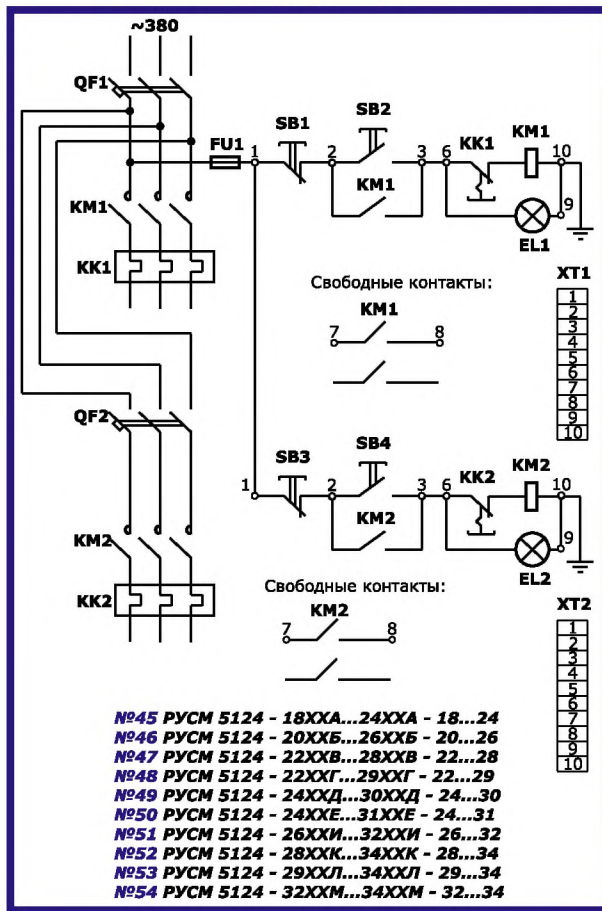 ~380
QF1
FU1
1
SB1
2
SB2
3
6
KK1
KM1
10
KM1
KM1
9
EL1
KK1
Свободные контакты:
KM1
7
8
XT1
1
2
3
4
5
6
7
8
9
10
QF2
1
SB3
2
SB4
3
6
KK2
KM2
10
KM2
KM2
9
EL2
KK2
Свободные контакты:
KM2
7
8
XT2
1
2
3
4
5
6
7
8
9
10
№45 РУСМ 5124 - 18ХХА...24ХХА - 18...24
№46 РУСМ 5124 - 20ХХБ...26ХХБ - 20...26
№47 РУСМ 5124 - 22ХХВ...28ХХВ - 22...28
№48 РУСМ 5124 - 22ХХГ...29ХХГ - 22...29
№49 РУСМ 5124 - 24ХХД...30ХХД - 24...30
№50 РУСМ 5124 - 24ХХЕ...31ХХЕ - 24...31
№51 РУСМ 5124 - 26ХХИ...32ХХИ - 26...32
№52 РУСМ 5124 - 28ХХК...34ХХК - 28...34
№53 РУСМ 5124 - 29ХХЛ...34ХХЛ - 29...34
№54 РУСМ 5124 - 32ХХМ...34ХХМ - 32...34